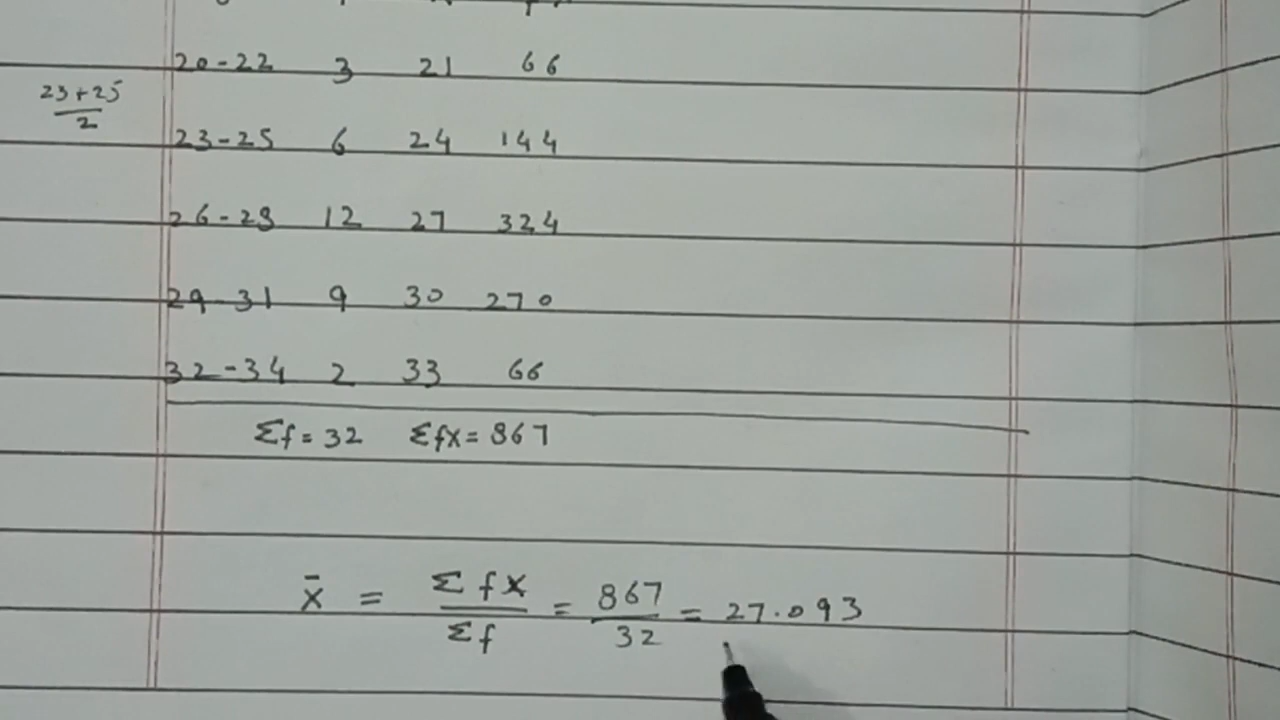 20-22 3 21 66
23+25
2
23-25 6 24 144
26-28 12 27 324
29-31 9 30 270
32-34 2 33 66
Σf = 32 Σfx = 867
x̄ = Σfx / Σf = 867 / 32 = 27.093